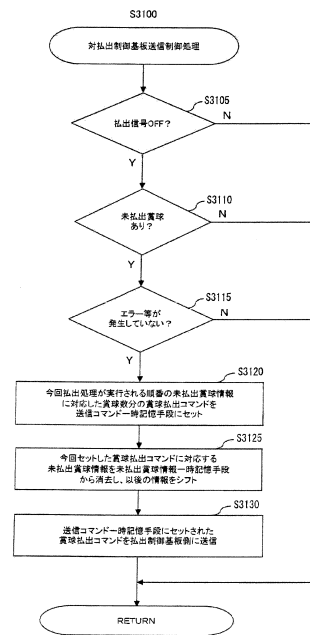 S3100
対払出制御基板送信制御処理
S3105
払出信号OFF？
N
Y
S3110
未払出賞球
あり？
N
Y
S3115
エラー等が
発生していない？
N
Y
S3120
今回払出処理が実行される順番の未払出賞球情報
に対応した賞球数分の賞球払出コマンドを
送信コマンド一時記憶手段にセット
S3125
今回セットした賞球払出コマンドに対応する
未払出賞球情報を未払出賞球情報一時記憶手段
から消去し、以後の情報をシフト
S3130
送信コマンド一時記憶手段にセットされた
賞球払出コマンドを払出制御基板側に送信
RETURN